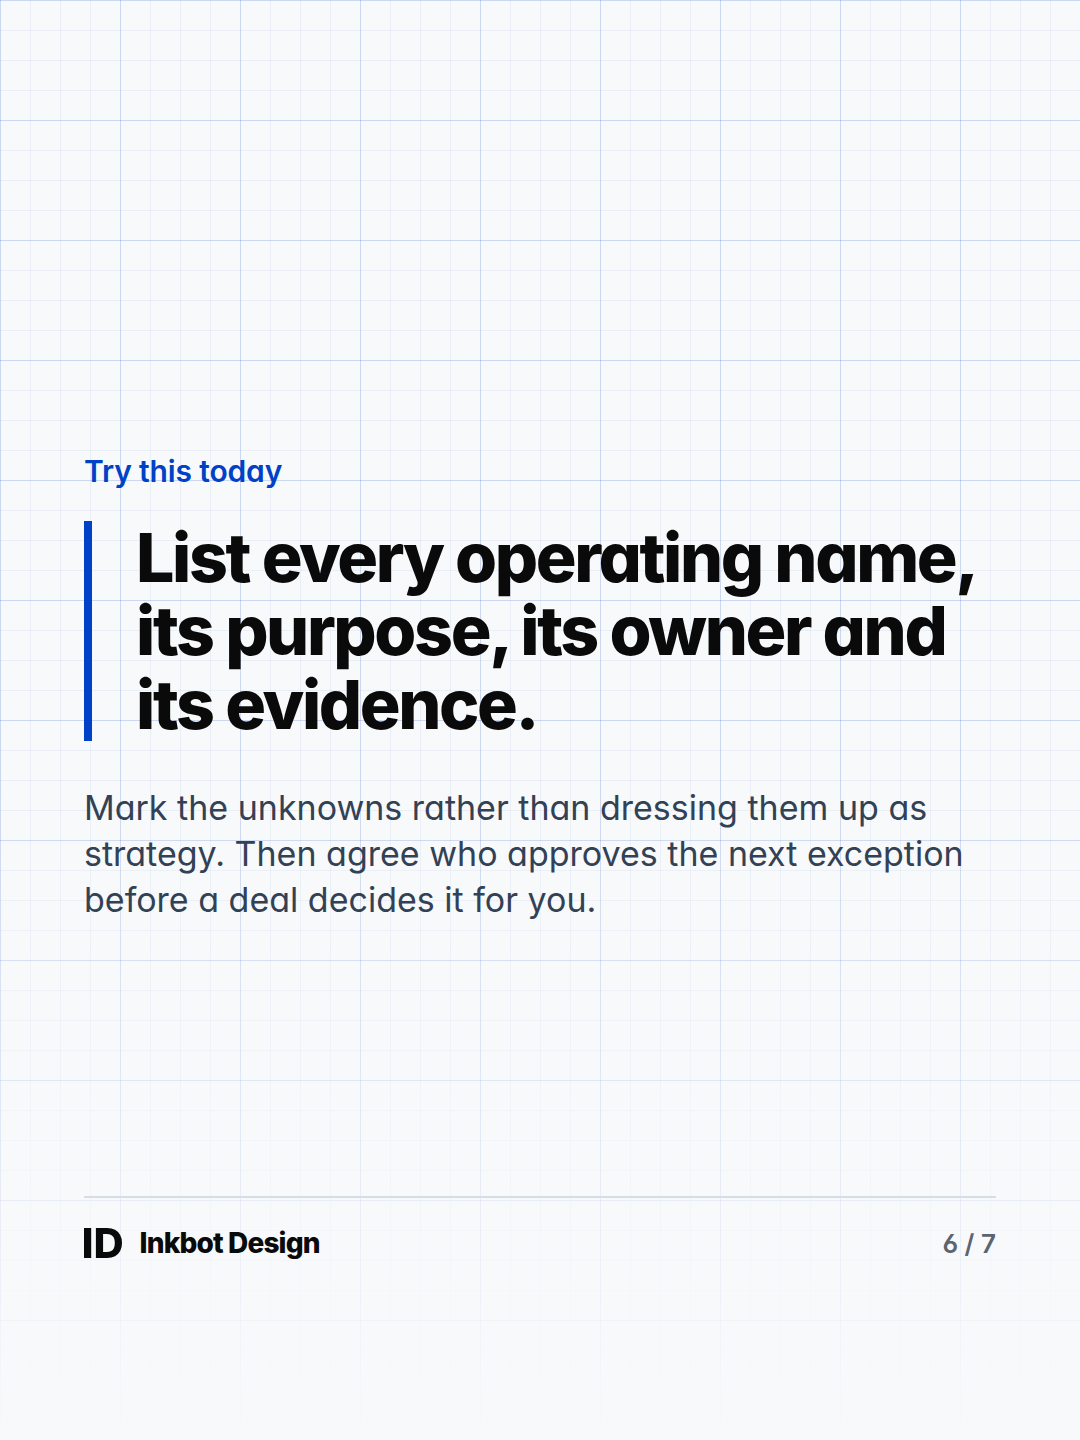 Try this today
List every operating name,
its purpose, its owner and
its evidence.
Mark the unknowns rather than dressing them up as
strategy. Then agree who approves the next exception
before a deal decides it for you.
ID Inkbot Design
6 / 7